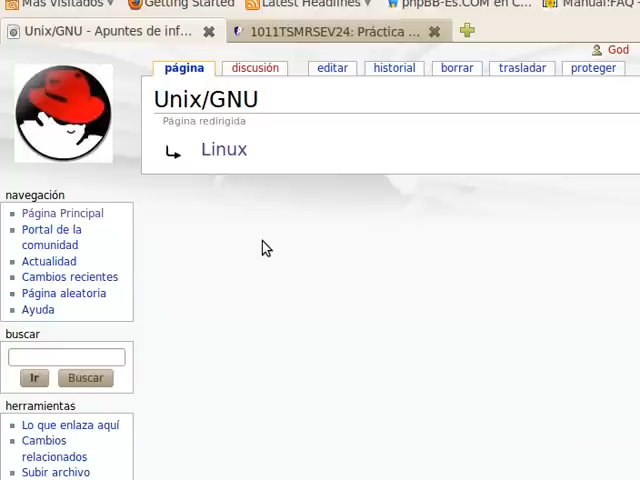 Más visitados ▾ Getting Started Latest Headlines ▾ phpBB-Es.COM en C... Manual:FAQ -
Unix/GNU - Apuntes de inf... 1011TSMRSEV24: Práctica ...
God
página discusión editar historial borrar trasladar proteger
Unix/GNU
Página redirigida
Linux
navegación
Página Principal
Portal de la
comunidad
Actualidad
Cambios recientes
Página aleatoria
Ayuda
buscar
Ir Buscar
herramientas
Lo que enlaza aquí
Cambios
relacionados
Subir archivo